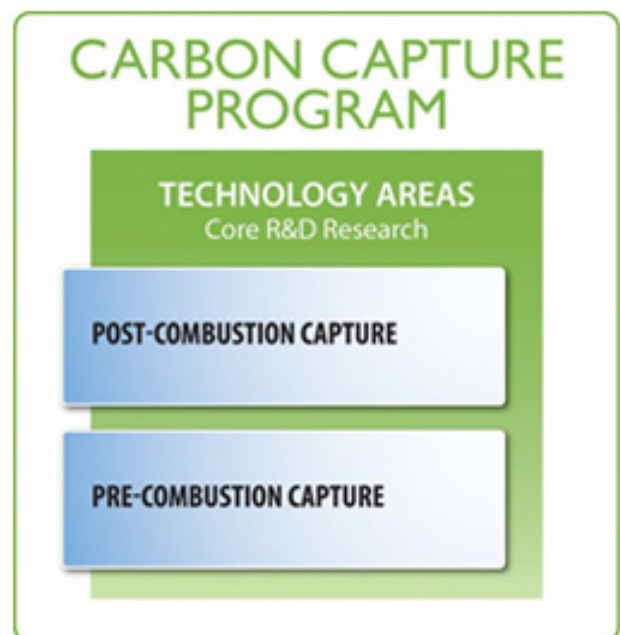 CARBON CAPTURE
PROGRAM
TECHNOLOGY AREAS
Core R&D Research
POST-COMBUSTION CAPTURE
PRE-COMBUSTION CAPTURE